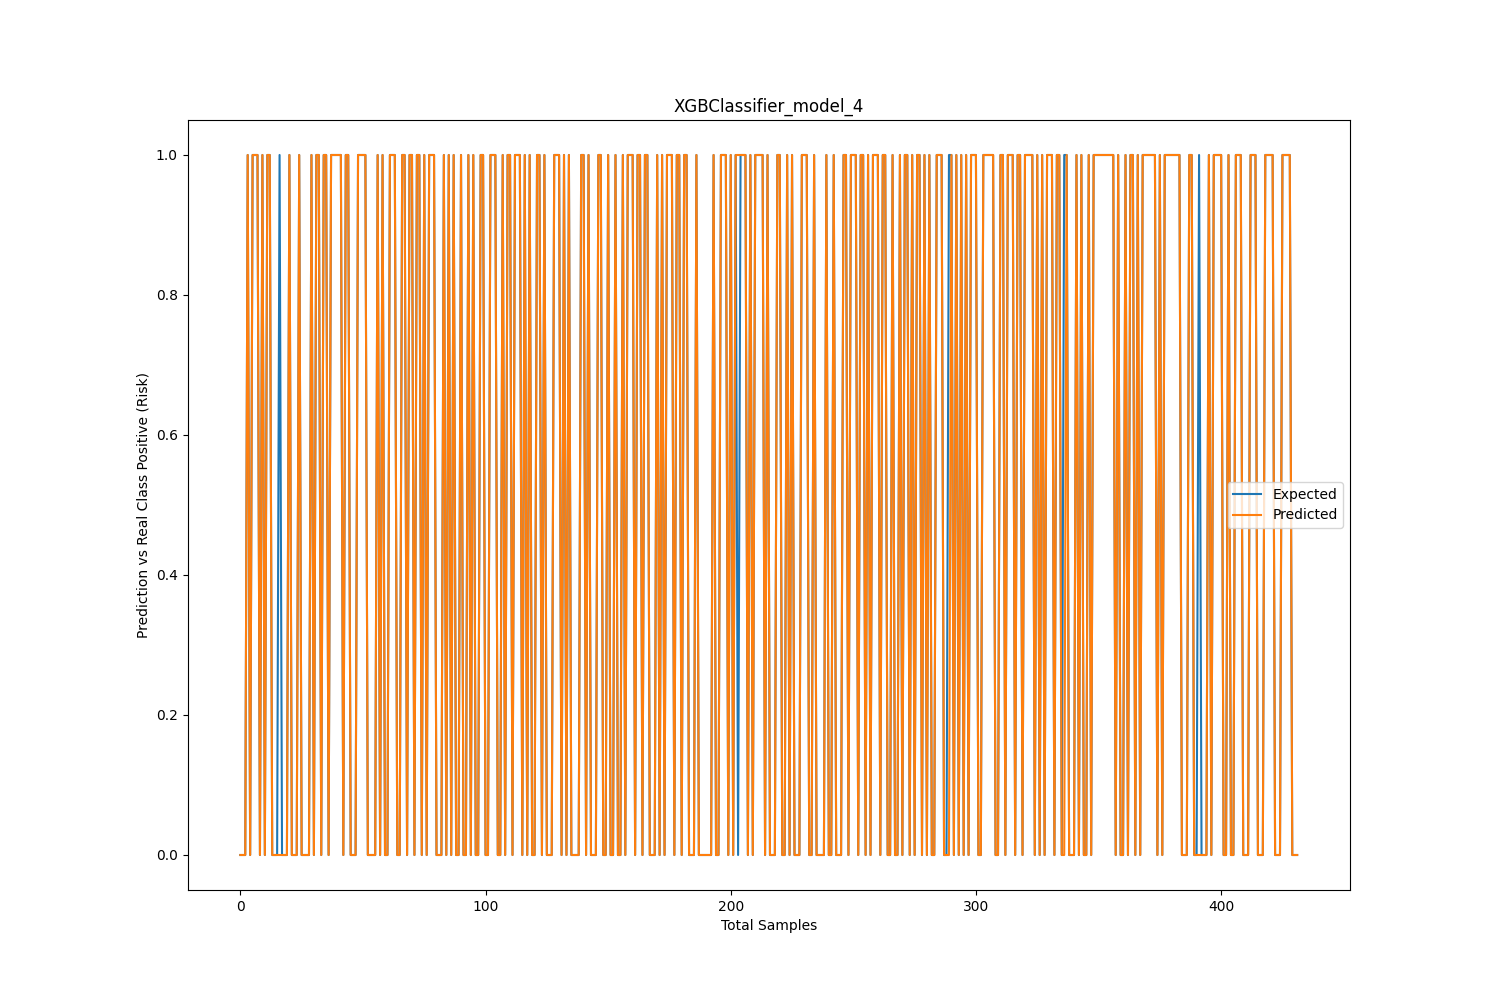 XGBClassifier_model_4
1.0
0.8
0.6
0.4
0.2
0.0
Prediction vs Real Class Positive (Risk)
Expected
Predicted
0
100
200
300
400
Total Samples